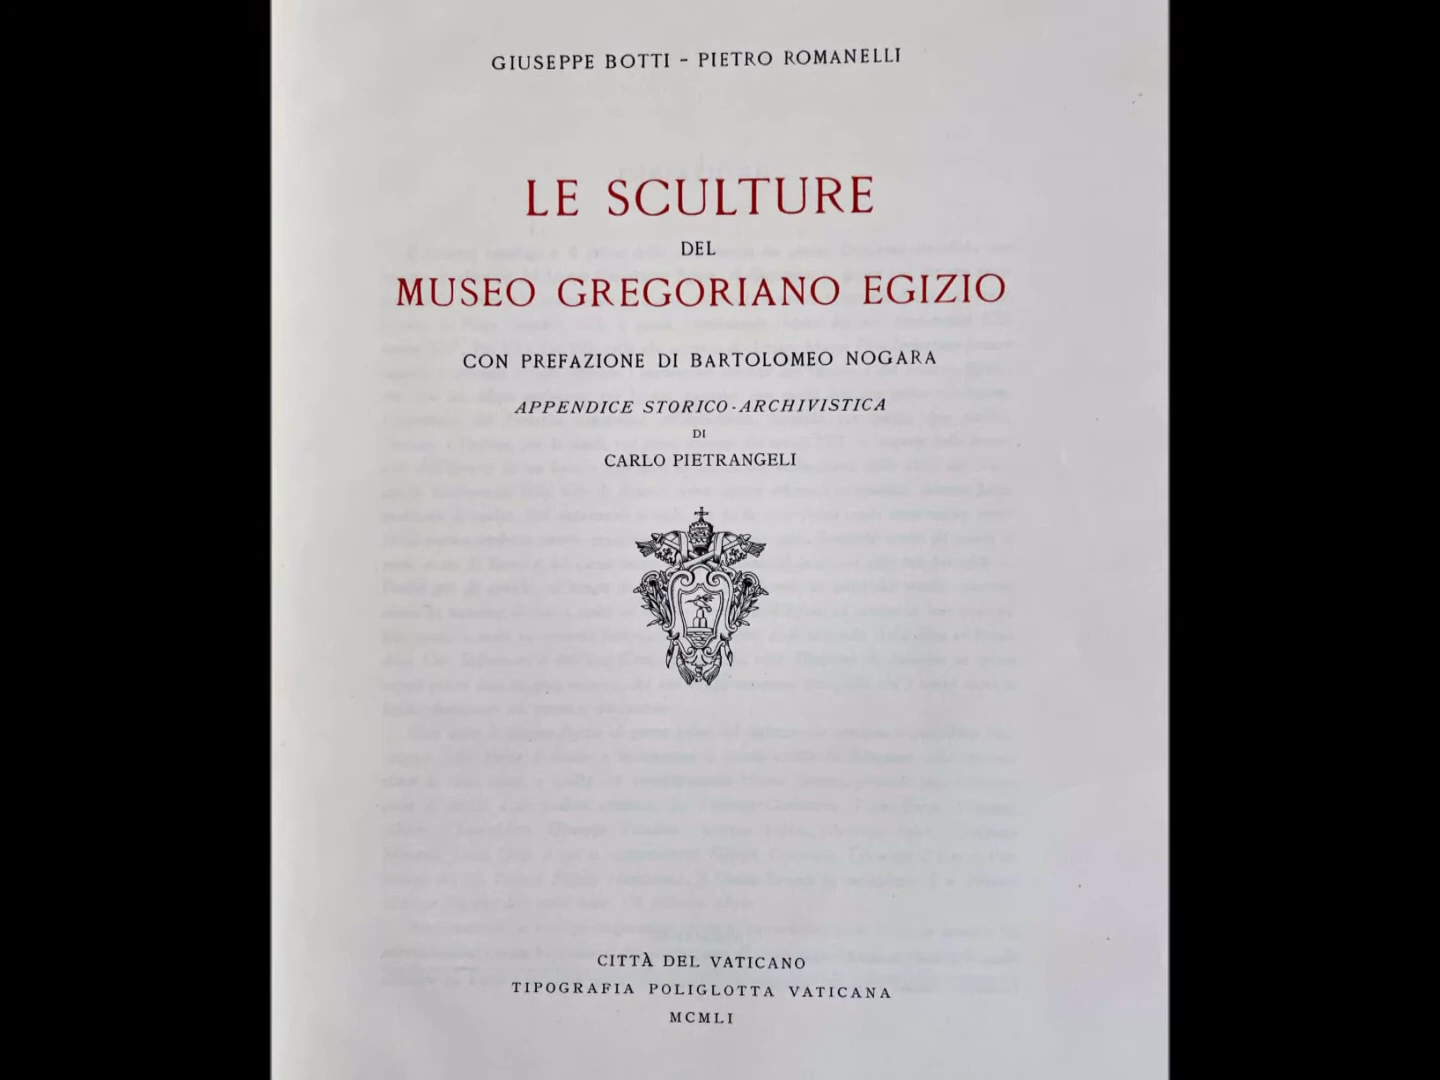 GIUSEPPE BOTTI - PIETRO ROMANELLI
LE SCULTURE
DEL
MUSEO GREGORIANO EGIZIO
CON PREFAZIONE DI BARTOLOMEO NOGARA
APPENDICE STORICO-ARCHIVISTICA
DI
CARLO PIETRANGELI
CITTÀ DEL VATICANO
TIPOGRAFIA POLIGLOTTA VATICANA
MCMLI